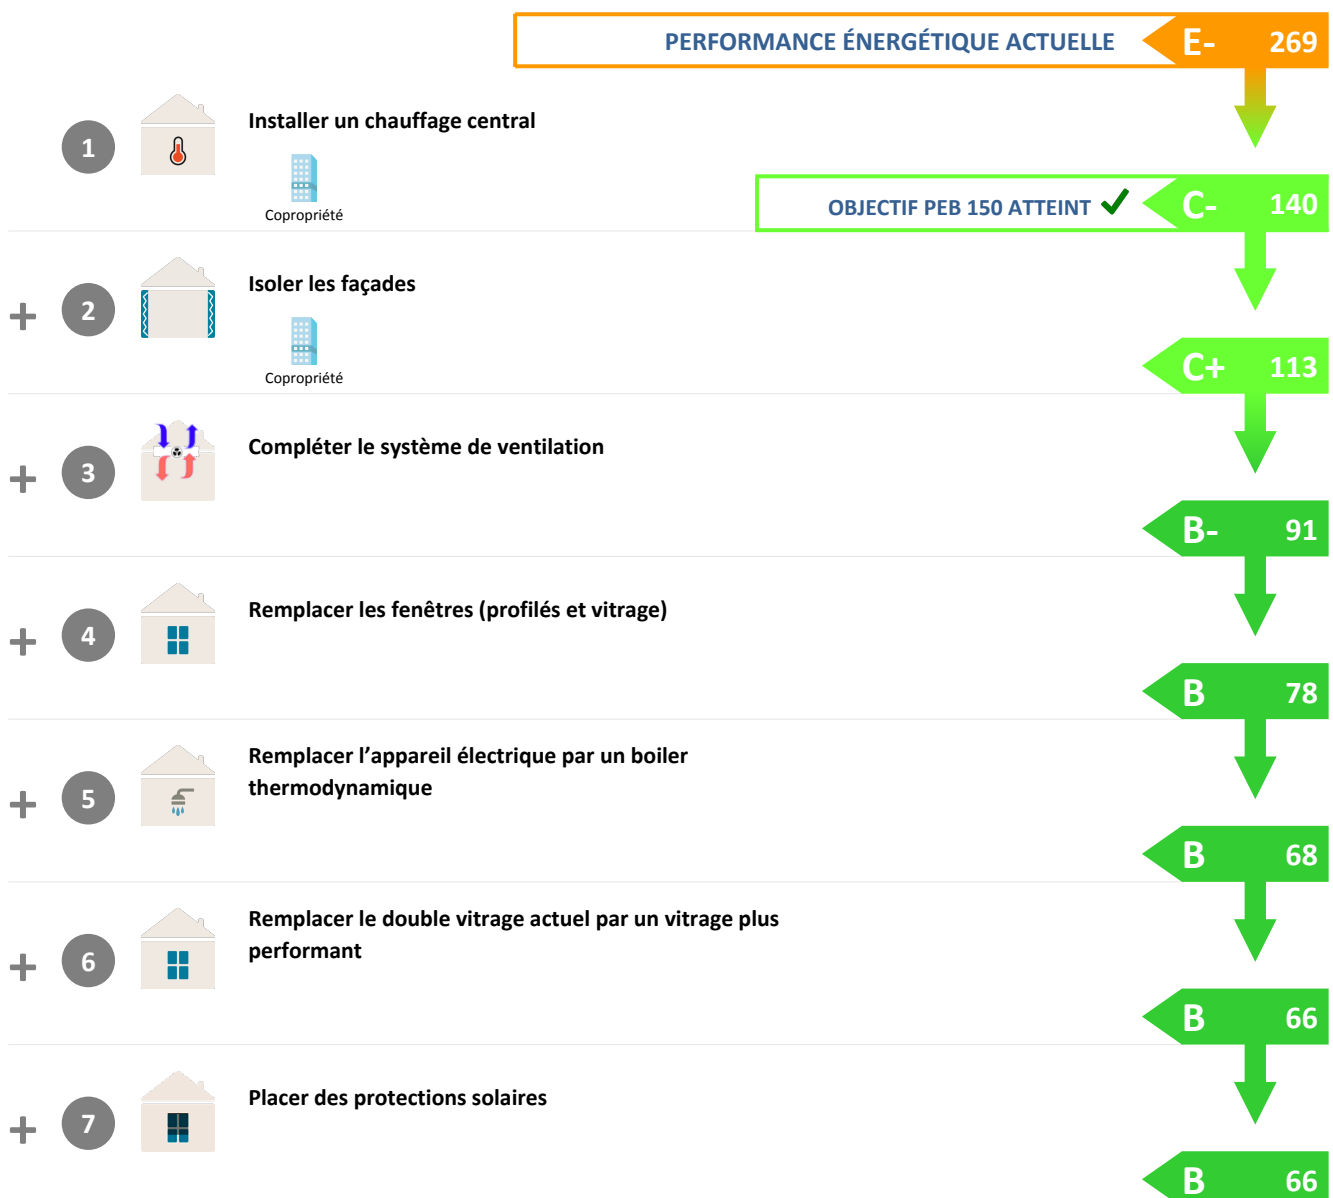 PERFORMANCE ÉNERGÉTIQUE ACTUELLE E- 269
1 Installer un chauffage central
Copropriété
OBJECTIF PEB 150 ATTEINT C- 140
+ 2 Isoler les façades
Copropriété
C+ 113
+ 3 Compléter le système de ventilation
B- 91
+ 4 Remplacer les fenêtres (profilés et vitrage)
B 78
+ 5 Remplacer l’appareil électrique par un boiler
thermodynamique
B 68
+ 6 Remplacer le double vitrage actuel par un vitrage plus
performant
B 66
+ 7 Placer des protections solaires
B 66